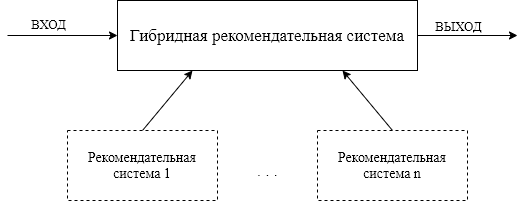 ВХОД
Гибридная рекомендательная система
ВЫХОД
Рекомендательная
система 1
. . .
Рекомендательная
система n